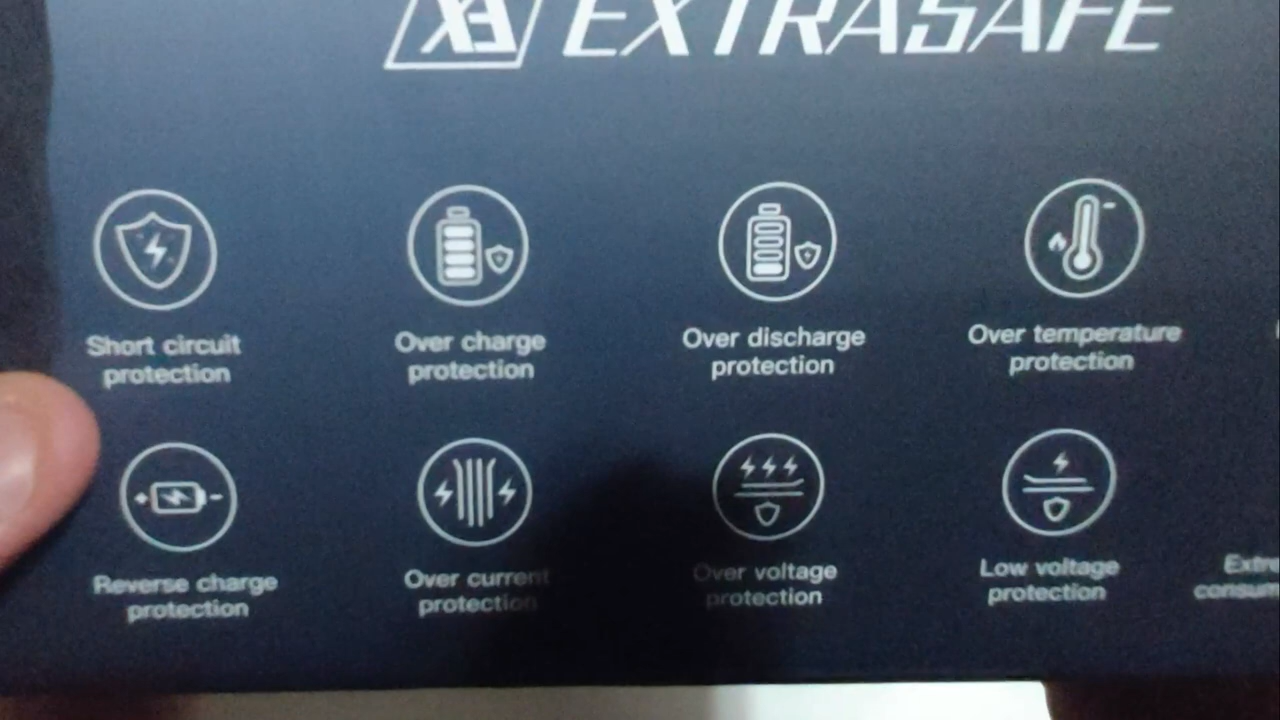 EXTRASAFE
Short circuit
protection
Over charge
protection
Over discharge
protection
Over temperature
protection
Reverse charge
protection
Over current
protection
Over voltage
protection
Low voltage
protection